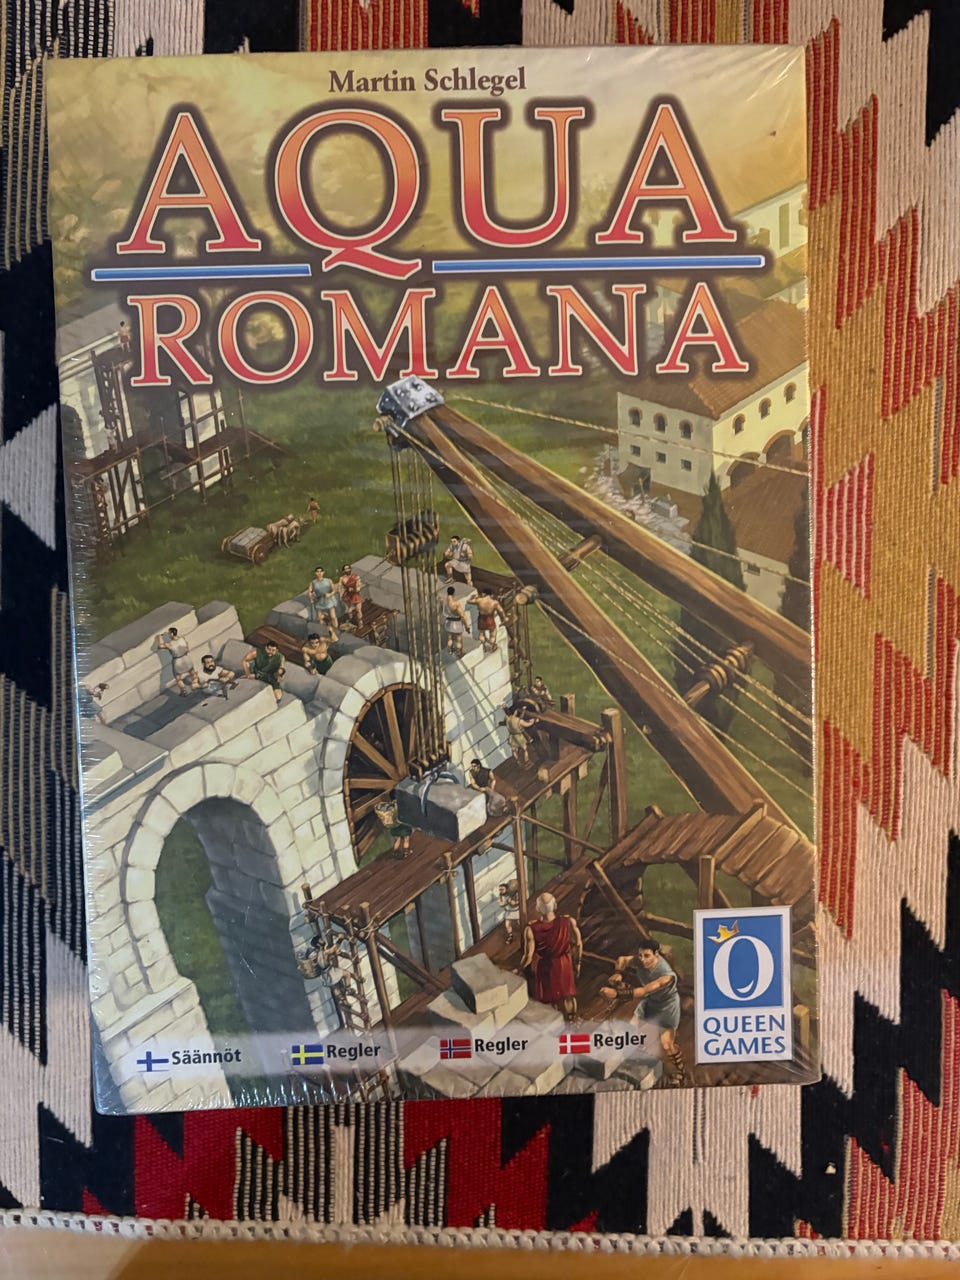 Martin Schlegel
AQUA
ROMANA
Säännöt Regler Regler Regler
Q
QUEEN
GAMES